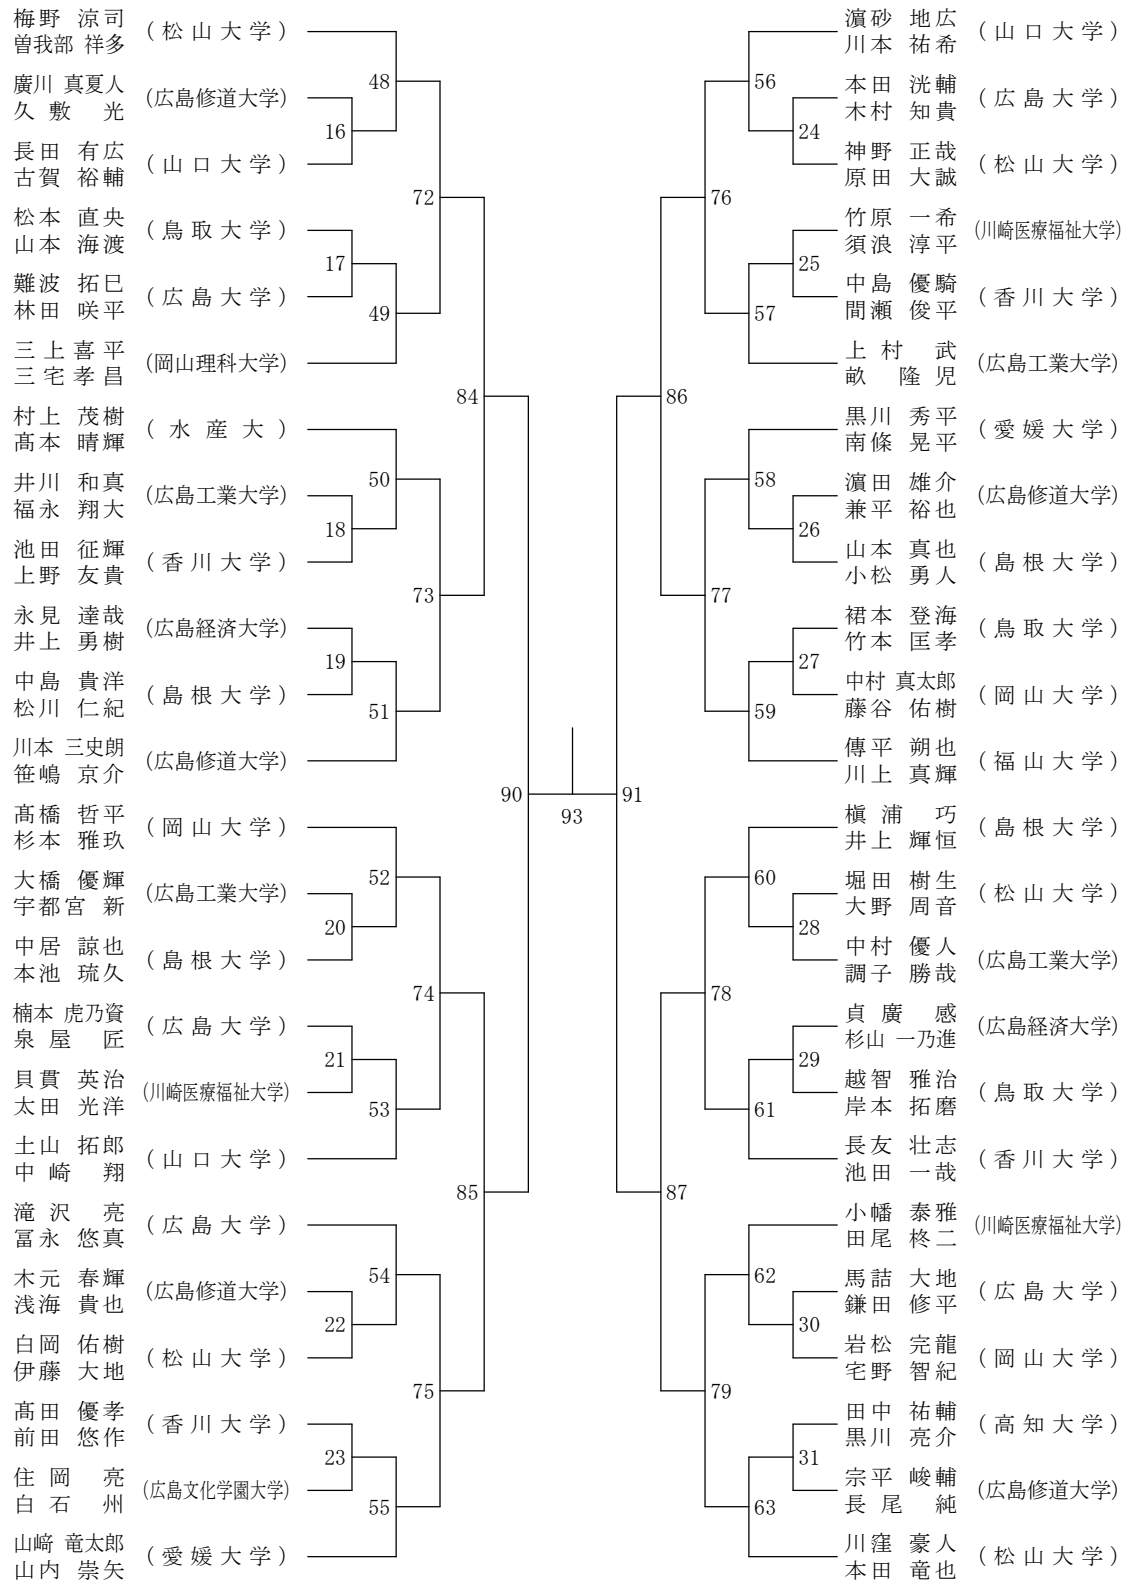 梅野 涼司
曽我部 祥多
(松山大学)
廣川 真夏人
久敷 光
(広島修道大学)
長田 有広
古賀 裕輔
(山口大学)
松本 直央
山本 海渡
(鳥取大学)
難波 拓巳
林田 咲平
(広島大学)
三上喜平
三宅孝昌
(岡山理科大学)
村上 茂樹
髙本 晴輝
(水産大)
井川 和真
福永 翔大
(広島工業大学)
池田 征輝
上野 友貴
(香川大学)
永見 達哉
井上 勇樹
(広島経済大学)
中島 貴洋
松川 仁紀
(島根大学)
川本 三史朗
笹嶋 京介
(広島修道大学)
髙橋 哲平
杉本 雅玖
(岡山大学)
大橋 優輝
宇都宮 新
(広島工業大学)
中居 諒也
本池 琉久
(島根大学)
楠本 虎乃資
泉屋 匠
(広島大学)
貝貫 英治
太田 光洋
(川崎医療福祉大学)
土山 拓郎
中崎 翔
(山口大学)
滝沢 亮
冨永 悠真
(広島大学)
木元 春輝
浅海 貴也
(広島修道大学)
白岡 佑樹
伊藤 大地
(松山大学)
髙田 優孝
前田 悠作
(香川大学)
住岡 亮
白石 州
(広島文化学園大学)
山﨑 竜太郎
山内 崇矢
(愛媛大学)
16
17
18
19
20
21
22
23
48
49
50
51
52
53
54
55
72
73
74
75
84
85
90
93
91
86
87
76
77
78
79
56
57
58
59
60
61
62
63
24
25
26
27
28
29
30
31
濵砂 地広
川本 祐希
(山口大学)
本田 洸輔
木村 知貴
(広島大学)
神野 正哉
原田 大誠
(松山大学)
竹原 一希
須浪 淳平
(川崎医療福祉大学)
中島 優騎
間瀬 俊平
(香川大学)
上村 武
畝 隆児
(広島工業大学)
黒川 秀平
南條 晃平
(愛媛大学)
濵田 雄介
兼平 裕也
(広島修道大学)
山本 真也
小松 勇人
(島根大学)
裙本 登海
竹本 匡孝
(鳥取大学)
中村 真太郎
藤谷 佑樹
(岡山大学)
傳平 朔也
川上 真輝
(福山大学)
槇浦 巧
井上 輝恒
(島根大学)
堀田 樹生
大野 周音
(松山大学)
中村 優人
調子 勝哉
(広島工業大学)
貞廣 感
杉山 一乃進
(広島経済大学)
越智 雅治
岸本 拓磨
(鳥取大学)
長友 壮志
池田 一哉
(香川大学)
小幡 泰雅
田尾 柊二
(川崎医療福祉大学)
馬詰 大地
鎌田 修平
(広島大学)
岩松 完龍
宅野 智紀
(岡山大学)
田中 祐輔
黒川 亮介
(高知大学)
宗平 峻輔
長尾 純
(広島修道大学)
川窪 豪人
本田 竜也
(松山大学)